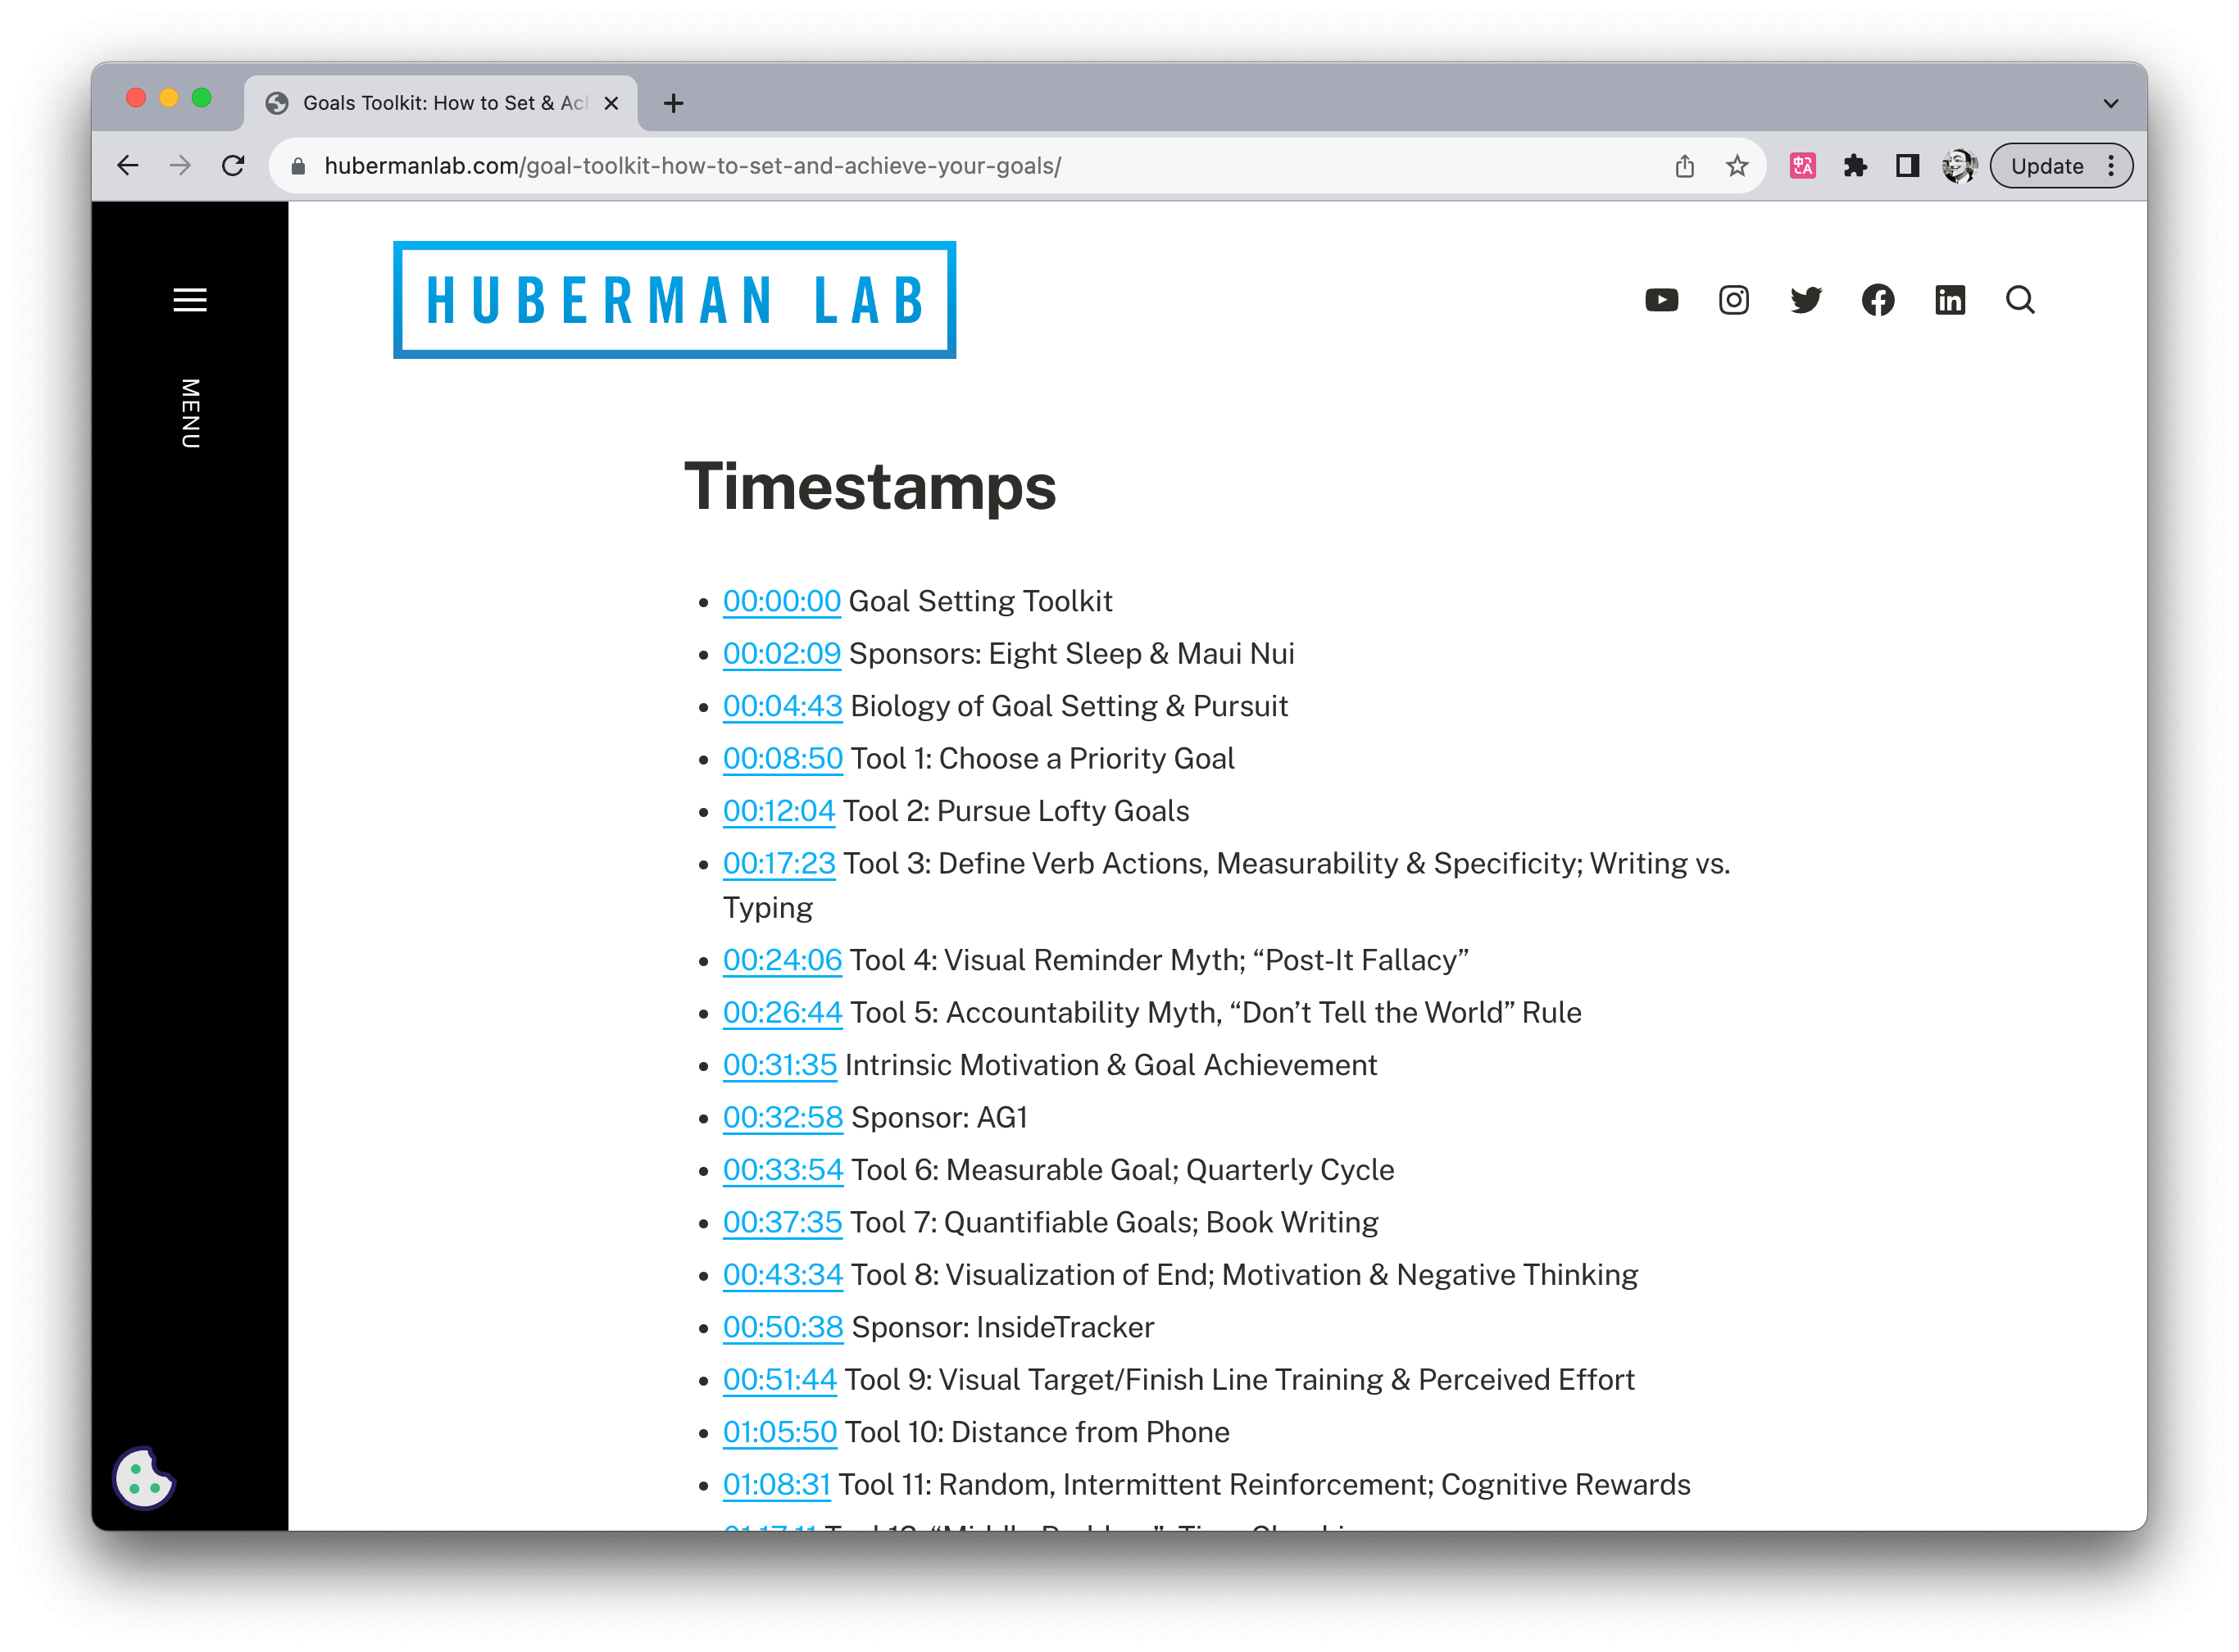 Goals Toolkit: How to Set & Ac
hubermanlab.com/goal-toolkit-how-to-set-and-achieve-your-goals/
Update
MENU
HUBERMAN LAB
Timestamps
00:00:00 Goal Setting Toolkit
00:02:09 Sponsors: Eight Sleep & Maui Nui
00:04:43 Biology of Goal Setting & Pursuit
00:08:50 Tool 1: Choose a Priority Goal
00:12:04 Tool 2: Pursue Lofty Goals
00:17:23 Tool 3: Define Verb Actions, Measurability & Specificity; Writing vs.
Typing
00:24:06 Tool 4: Visual Reminder Myth; “Post-It Fallacy”
00:26:44 Tool 5: Accountability Myth, “Don’t Tell the World” Rule
00:31:35 Intrinsic Motivation & Goal Achievement
00:32:58 Sponsor: AG1
00:33:54 Tool 6: Measurable Goal; Quarterly Cycle
00:37:35 Tool 7: Quantifiable Goals; Book Writing
00:43:34 Tool 8: Visualization of End; Motivation & Negative Thinking
00:50:38 Sponsor: InsideTracker
00:51:44 Tool 9: Visual Target/Finish Line Training & Perceived Effort
01:05:50 Tool 10: Distance from Phone
01:08:31 Tool 11: Random, Intermittent Reinforcement; Cognitive Rewards